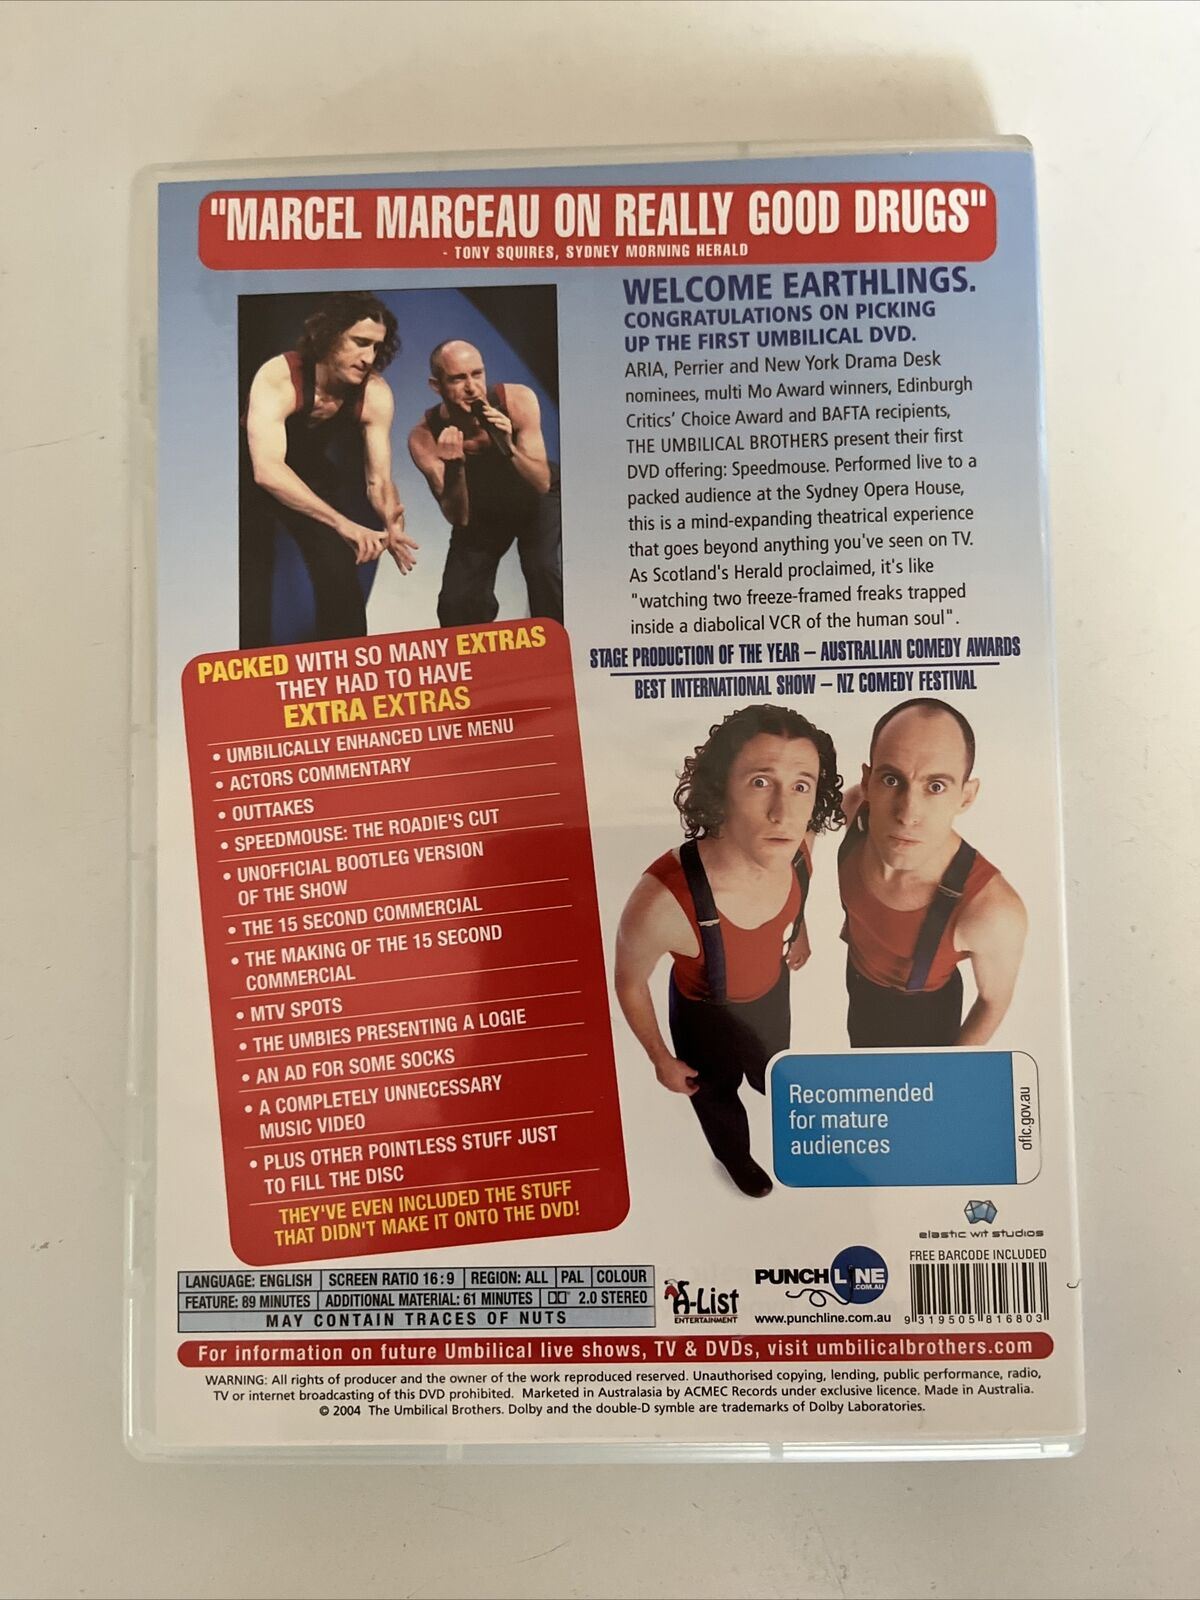 "MARCEL MARCEAU ON REALLY GOOD DRUGS"
- TONY SQUIRES, SYDNEY MORNING HERALD
WELCOME EARTHLINGS.
CONGRATULATIONS ON PICKING
UP THE FIRST UMBILICAL DVD.
ARIA, Perrier and New York Drama Desk
nominees, multi Mo Award winners, Edinburgh
Critics' Choice Award and BAFTA recipients,
THE UMBILICAL BROTHERS present their first
DVD offering: Speedmouse. Performed live to a
packed audience at the Sydney Opera House,
this is a mind-expanding theatrical experience
that goes beyond anything you've seen on TV.
As Scotland's Herald proclaimed, it's like
"watching two freeze-framed freaks trapped
inside a diabolical VCR of the human soul".
STAGE PRODUCTION OF THE YEAR – AUSTRALIAN COMEDY AWARDS
BEST INTERNATIONAL SHOW – NZ COMEDY FESTIVAL
PACKED WITH SO MANY EXTRAS
THEY HAD TO HAVE
EXTRA EXTRAS
• UMBILICALLY ENHANCED LIVE MENU
• ACTORS COMMENTARY
• OUTTAKES
• SPEEDMOUSE: THE ROADIE'S CUT
• UNOFFICIAL BOOTLEG VERSION
OF THE SHOW
• THE 15 SECOND COMMERCIAL
• THE MAKING OF THE 15 SECOND
COMMERCIAL
• MTV SPOTS
• THE UMBIES PRESENTING A LOGIE
• AN AD FOR SOME SOCKS
• A COMPLETELY UNNECESSARY
MUSIC VIDEO
• PLUS OTHER POINTLESS STUFF JUST
TO FILL THE DISC
THEY'VE EVEN INCLUDED THE STUFF
THAT DIDN'T MAKE IT ONTO THE DVD!
Recommended
for mature
audiences
oflc.gov.au
elastic wit studios
FREE BARCODE INCLUDED
9 319505 816803
LANGUAGE: ENGLISH SCREEN RATIO 16:9 REGION: ALL PAL COLOUR
FEATURE: 89 MINUTES ADDITIONAL MATERIAL: 61 MINUTES 2.0 STEREO
MAY CONTAIN TRACES OF NUTS
A-List
ENTERTAINMENT
PUNCHLINE
.COM.AU
www.punchline.com.au
For information on future Umbilical live shows, TV & DVDs, visit umbilicalbrothers.com
WARNING: All rights of producer and the owner of the work reproduced reserved. Unauthorised copying, lending, public performance, radio,
TV or internet broadcasting of this DVD prohibited. Marketed in Australasia by ACMEC Records under exclusive licence. Made in Australia.
© 2004 The Umbilical Brothers. Dolby and the double-D symble are trademarks of Dolby Laboratories.